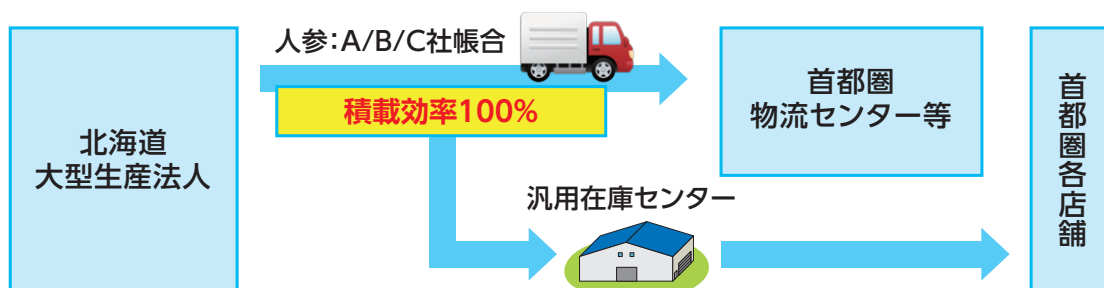 人参：A/B/C社帳合
積載効率100%
北海道
大型生産法人
首都圏
物流センター等
汎用在庫センター
首都圏各店舗